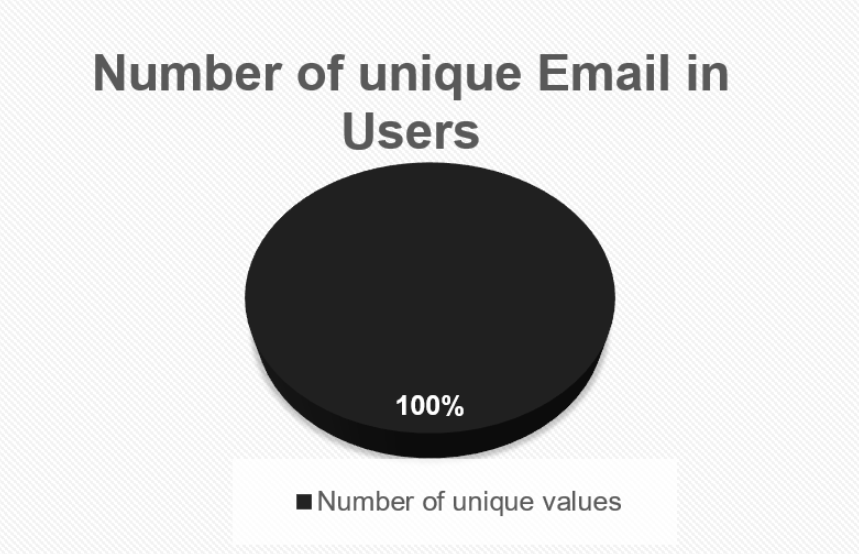 Number of unique Email in
Users
100%
Number of unique values